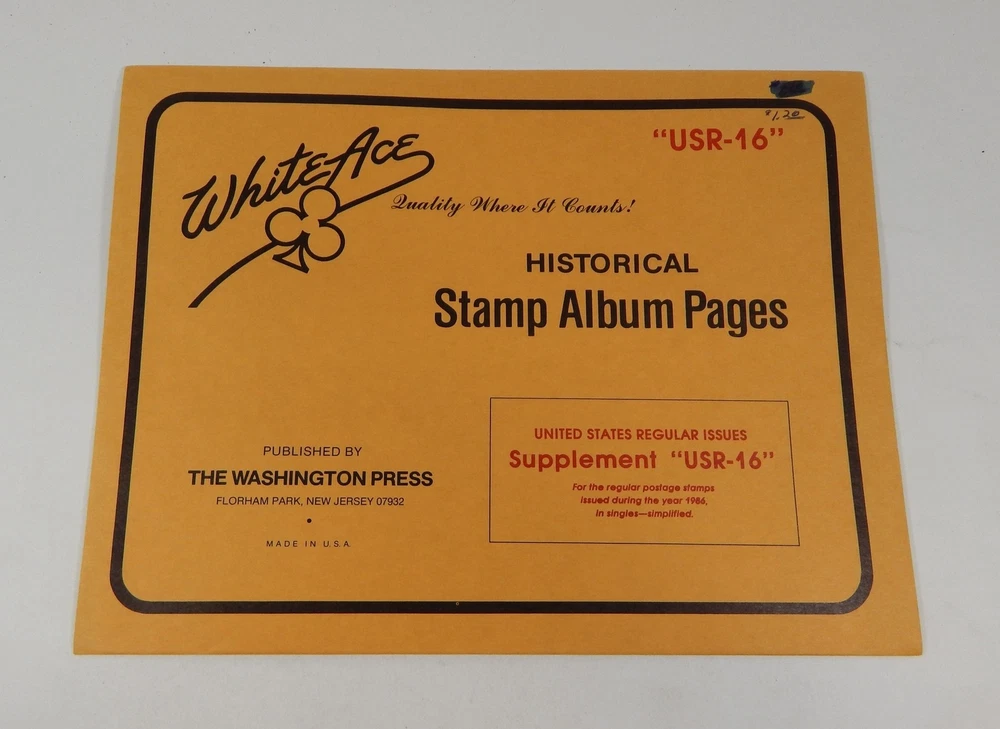 $1.20
"USR-16"
White Ace
Quality Where It Counts!
HISTORICAL
Stamp Album Pages
PUBLISHED BY
THE WASHINGTON PRESS
FLORHAM PARK, NEW JERSEY 07932
•
MADE IN U.S.A.
UNITED STATES REGULAR ISSUES
Supplement "USR-16"
For the regular postage stamps
issued during the year 1986,
in singles—simplified.